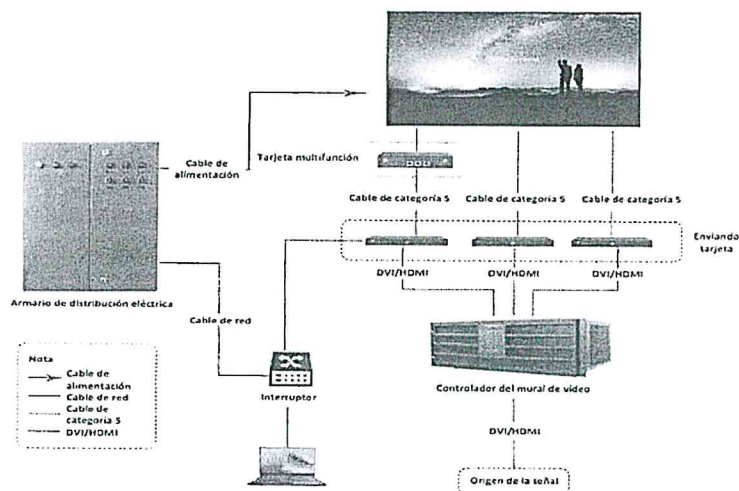 Cable de
alimentación
Tarjeta multifunción
Cable de categoría 5
Cable de categoría 5
Cable de categoría 5
Enviando
tarjeta
DVI/HDMI
DVI/HDMI
DVI/HDMI
Armario de distribución eléctrica
Cable de red
Nota
Cable de
alimentación
Cable de red
Cable de
categoría 5
DVI/HDMI
Interruptor
Controlador del mural de vídeo
DVI/HDMI
Origen de la señal